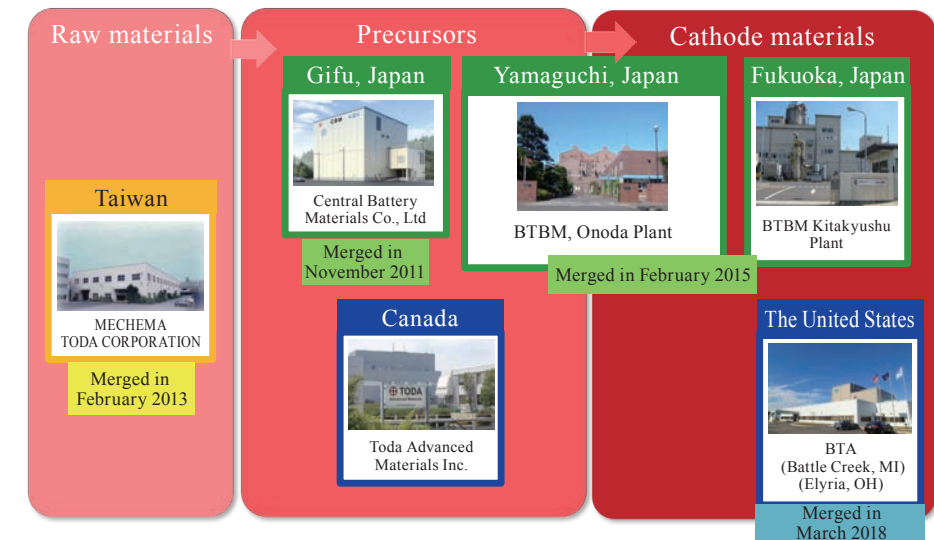 Raw materials
Precursors
Cathode materials
Gifu, Japan
Central Battery
Materials Co., Ltd
Merged in
November 2011
Yamaguchi, Japan
BTBM, Onoda Plant
Fukuoka, Japan
BTBM Kitakyushu
Plant
Merged in February 2015
Taiwan
MECHEMA
TODA CORPORATION
Merged in
February 2013
Canada
TODA
Toda Advanced
Materials Inc.
The United States
BTA
(Battle Creek, MI)
(Elyria, OH)
Merged in
March 2018